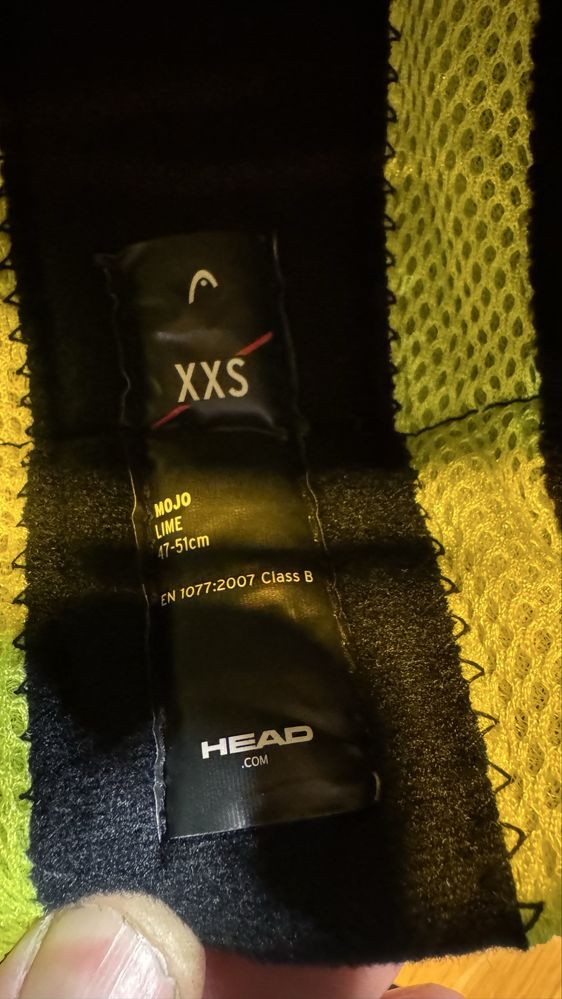 XXS
MOJO
LIME
47-51cm
EN 1077:2007 Class B
HEAD
.COM